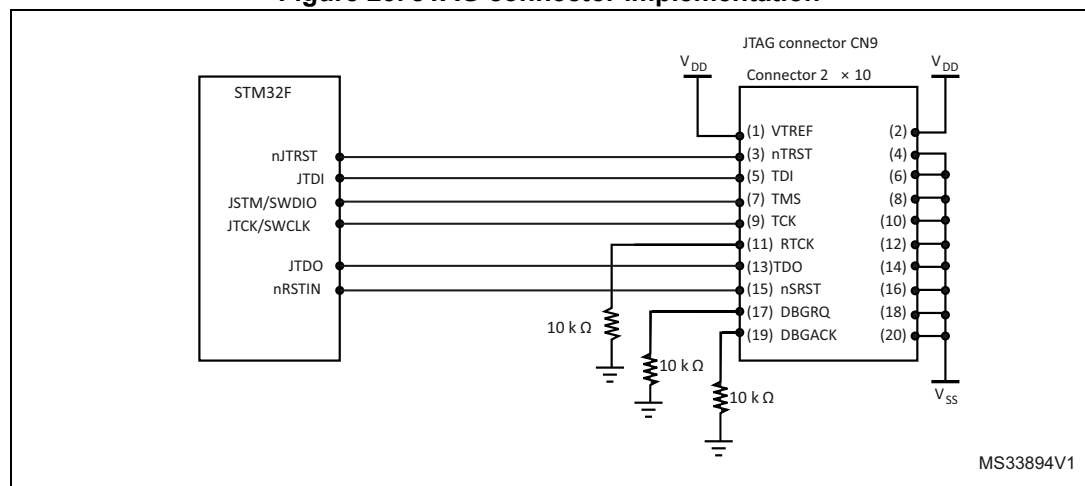 JTAG connector CN9
Connector 2 × 10
V DD
V DD
STM32F
nJTRST
JTDI
JSTM/SWDIO
JTCK/SWCLK
JTDO
nRSTIN
(1) VTREF (2)
(3) nTRST (4)
(5) TDI (6)
(7) TMS (8)
(9) TCK (10)
(11) RTCK (12)
(13)TDO (14)
(15) nSRST (16)
(17) DBGRQ (18)
(19) DBGACK (20)
10 k Ω
10 k Ω
10 k Ω
V SS
MS33894V1